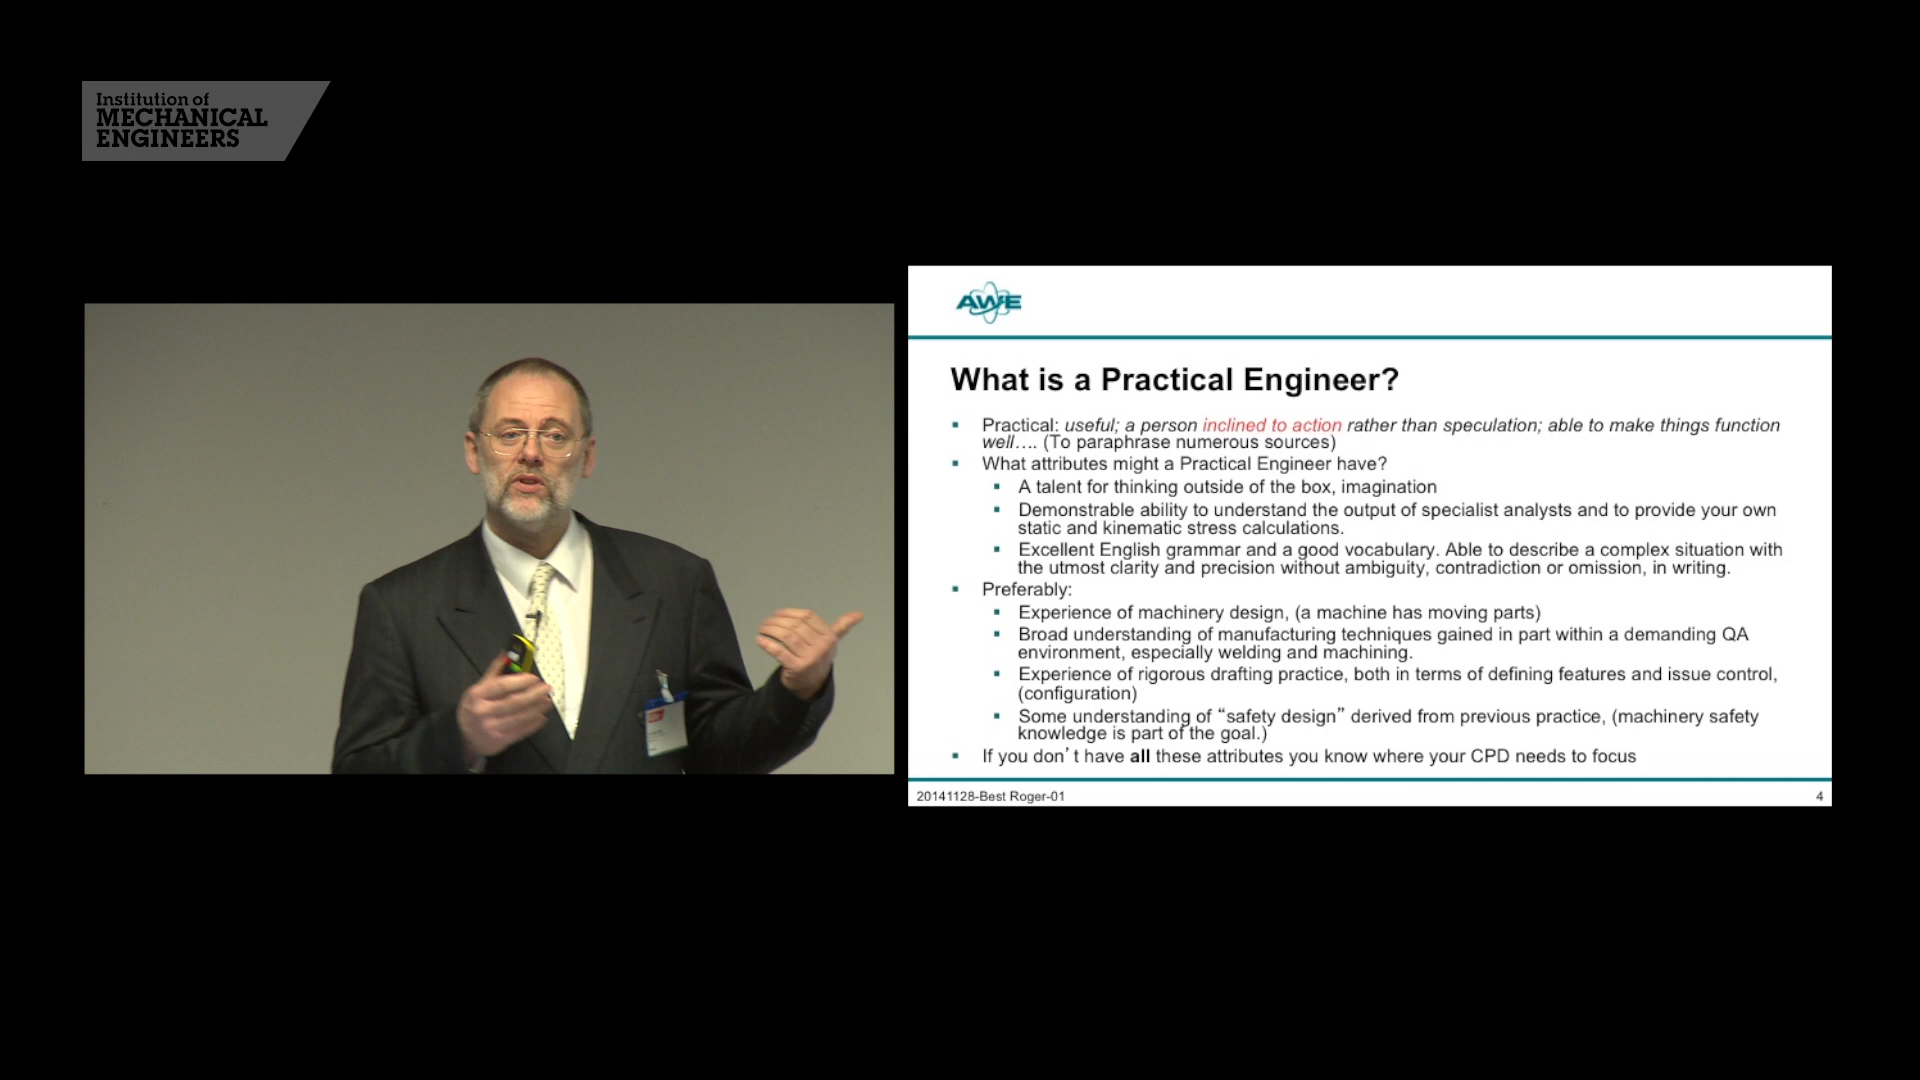 Institution of
MECHANICAL
ENGINEERS
AWE
What is a Practical Engineer?
▪ Practical: useful; a person inclined to action rather than speculation; able to make things function
well…. (To paraphrase numerous sources)
▪ What attributes might a Practical Engineer have?
▪ A talent for thinking outside of the box, imagination
▪ Demonstrable ability to understand the output of specialist analysts and to provide your own
static and kinematic stress calculations.
▪ Excellent English grammar and a good vocabulary. Able to describe a complex situation with
the utmost clarity and precision without ambiguity, contradiction or omission, in writing.
▪ Preferably:
▪ Experience of machinery design, (a machine has moving parts)
▪ Broad understanding of manufacturing techniques gained in part within a demanding QA
environment, especially welding and machining.
▪ Experience of rigorous drafting practice, both in terms of defining features and issue control,
(configuration)
▪ Some understanding of “safety design” derived from previous practice, (machinery safety
knowledge is part of the goal.)
▪ If you don’t have all these attributes you know where your CPD needs to focus
20141128-Best Roger-01
4